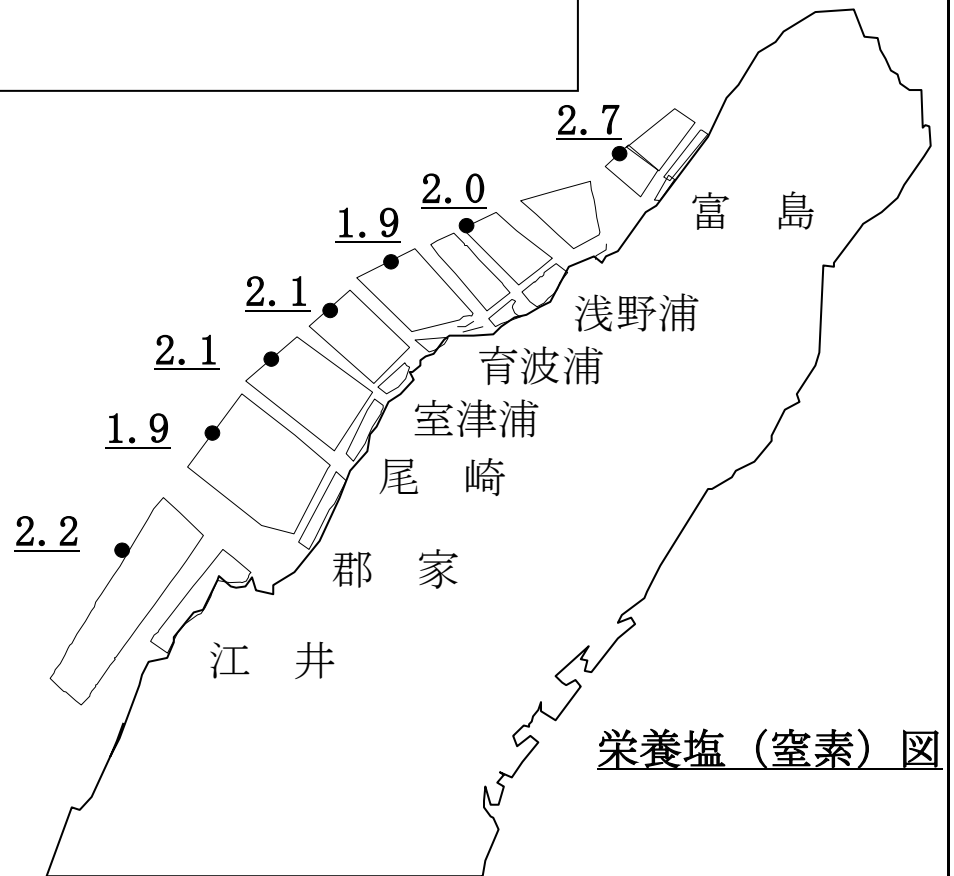 2.7
2.0
1.9
2.1
2.1
1.9
2.2
富　島
浅野浦
育波浦
室津浦
尾　崎
郡　家
江　井
栄養塩（窒素）図